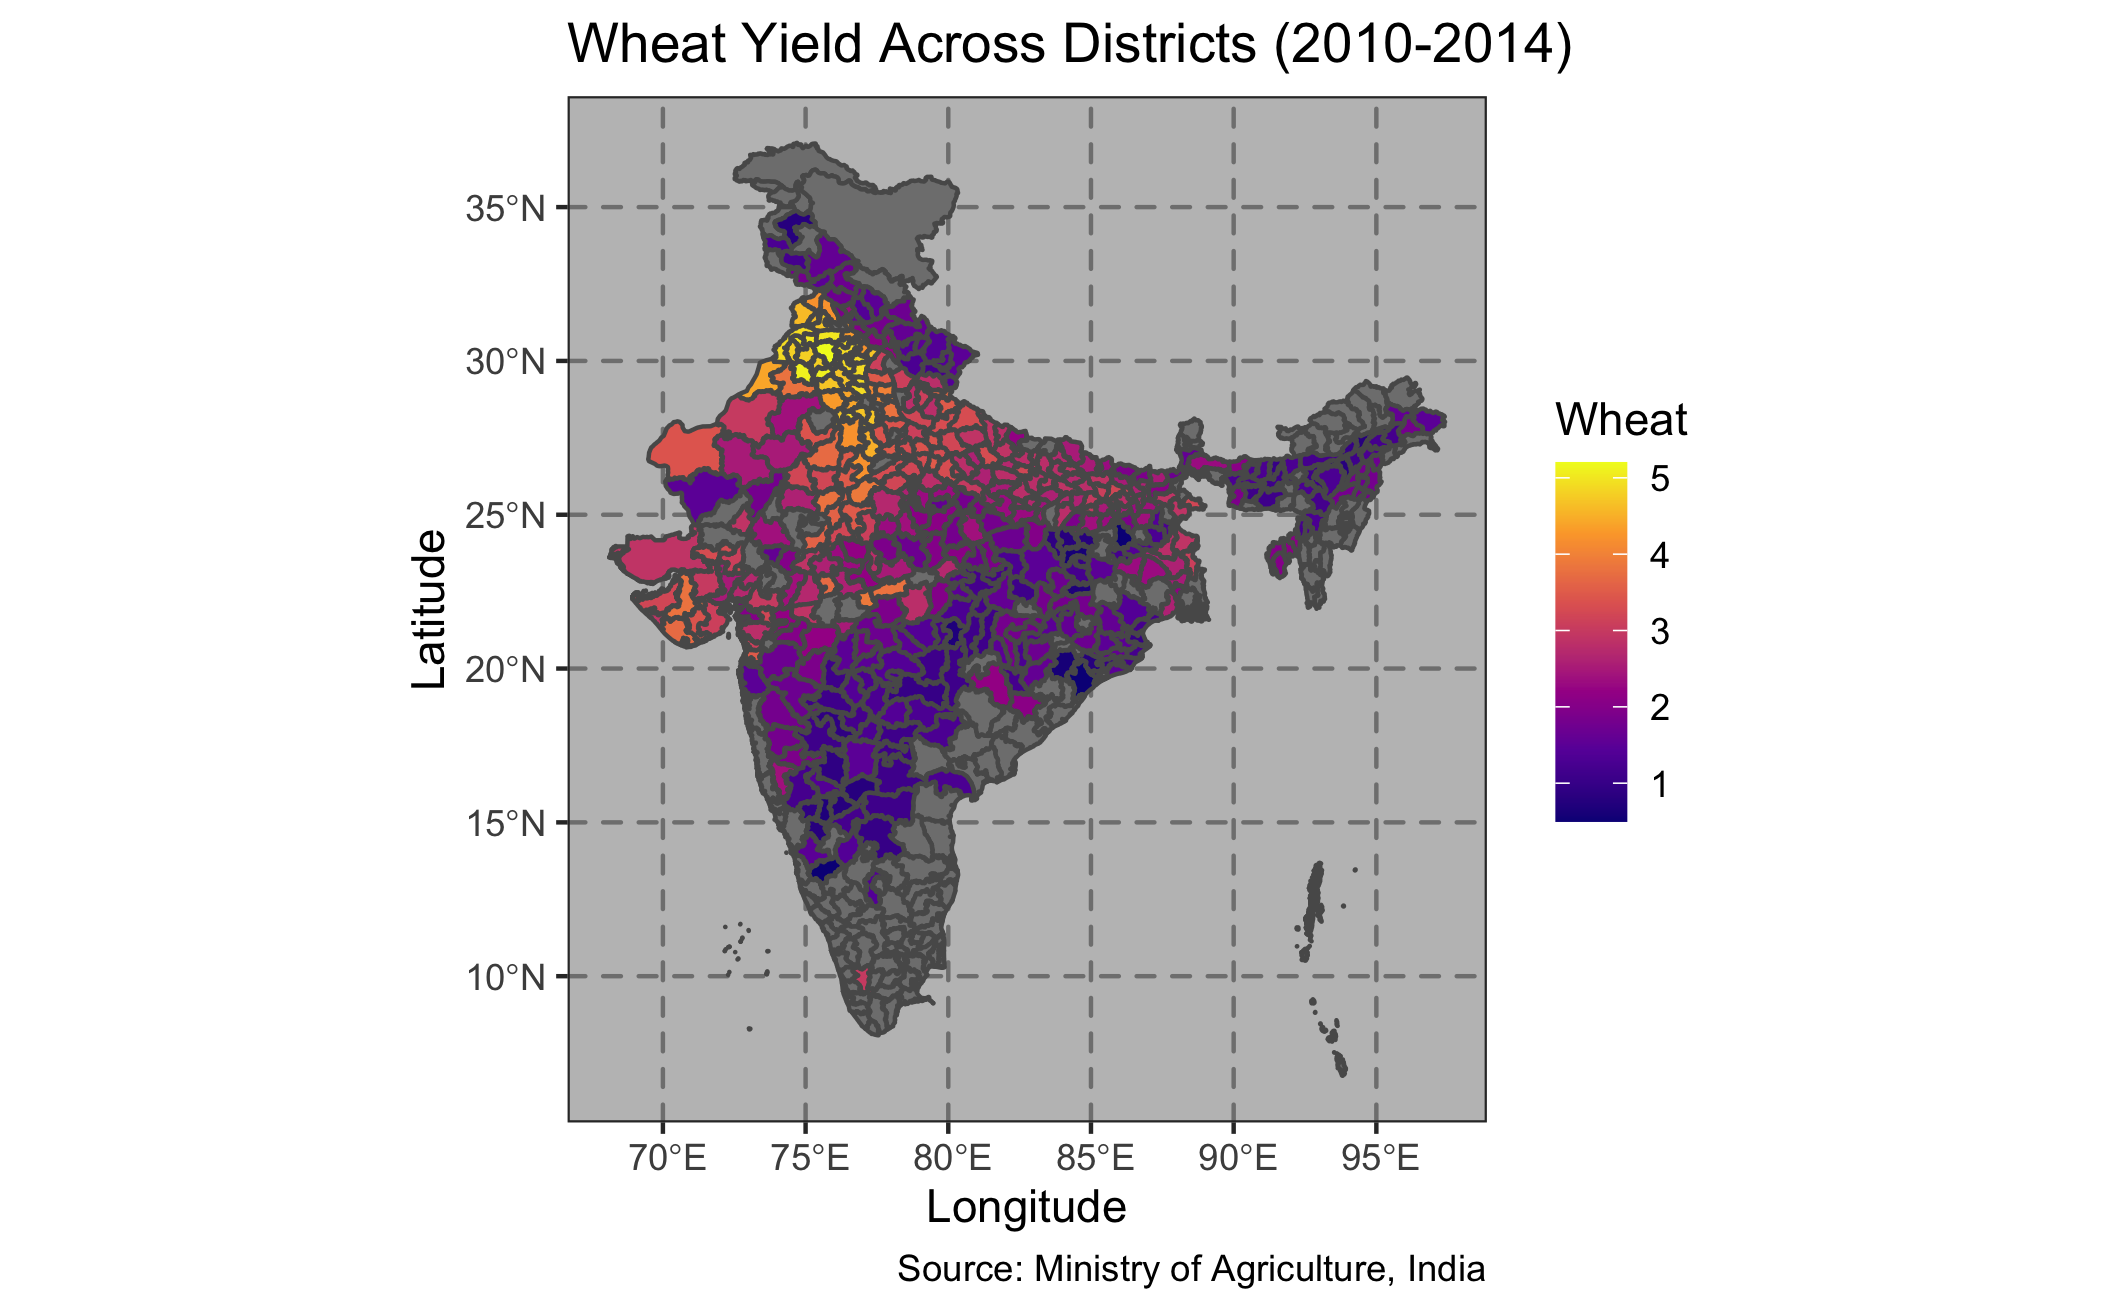 Wheat Yield Across Districts (2010-2014)
35°N
30°N
25°N
20°N
15°N
10°N
Latitude
70°E 75°E 80°E 85°E 90°E 95°E
Longitude
Wheat
5
4
3
2
1
Source: Ministry of Agriculture, India